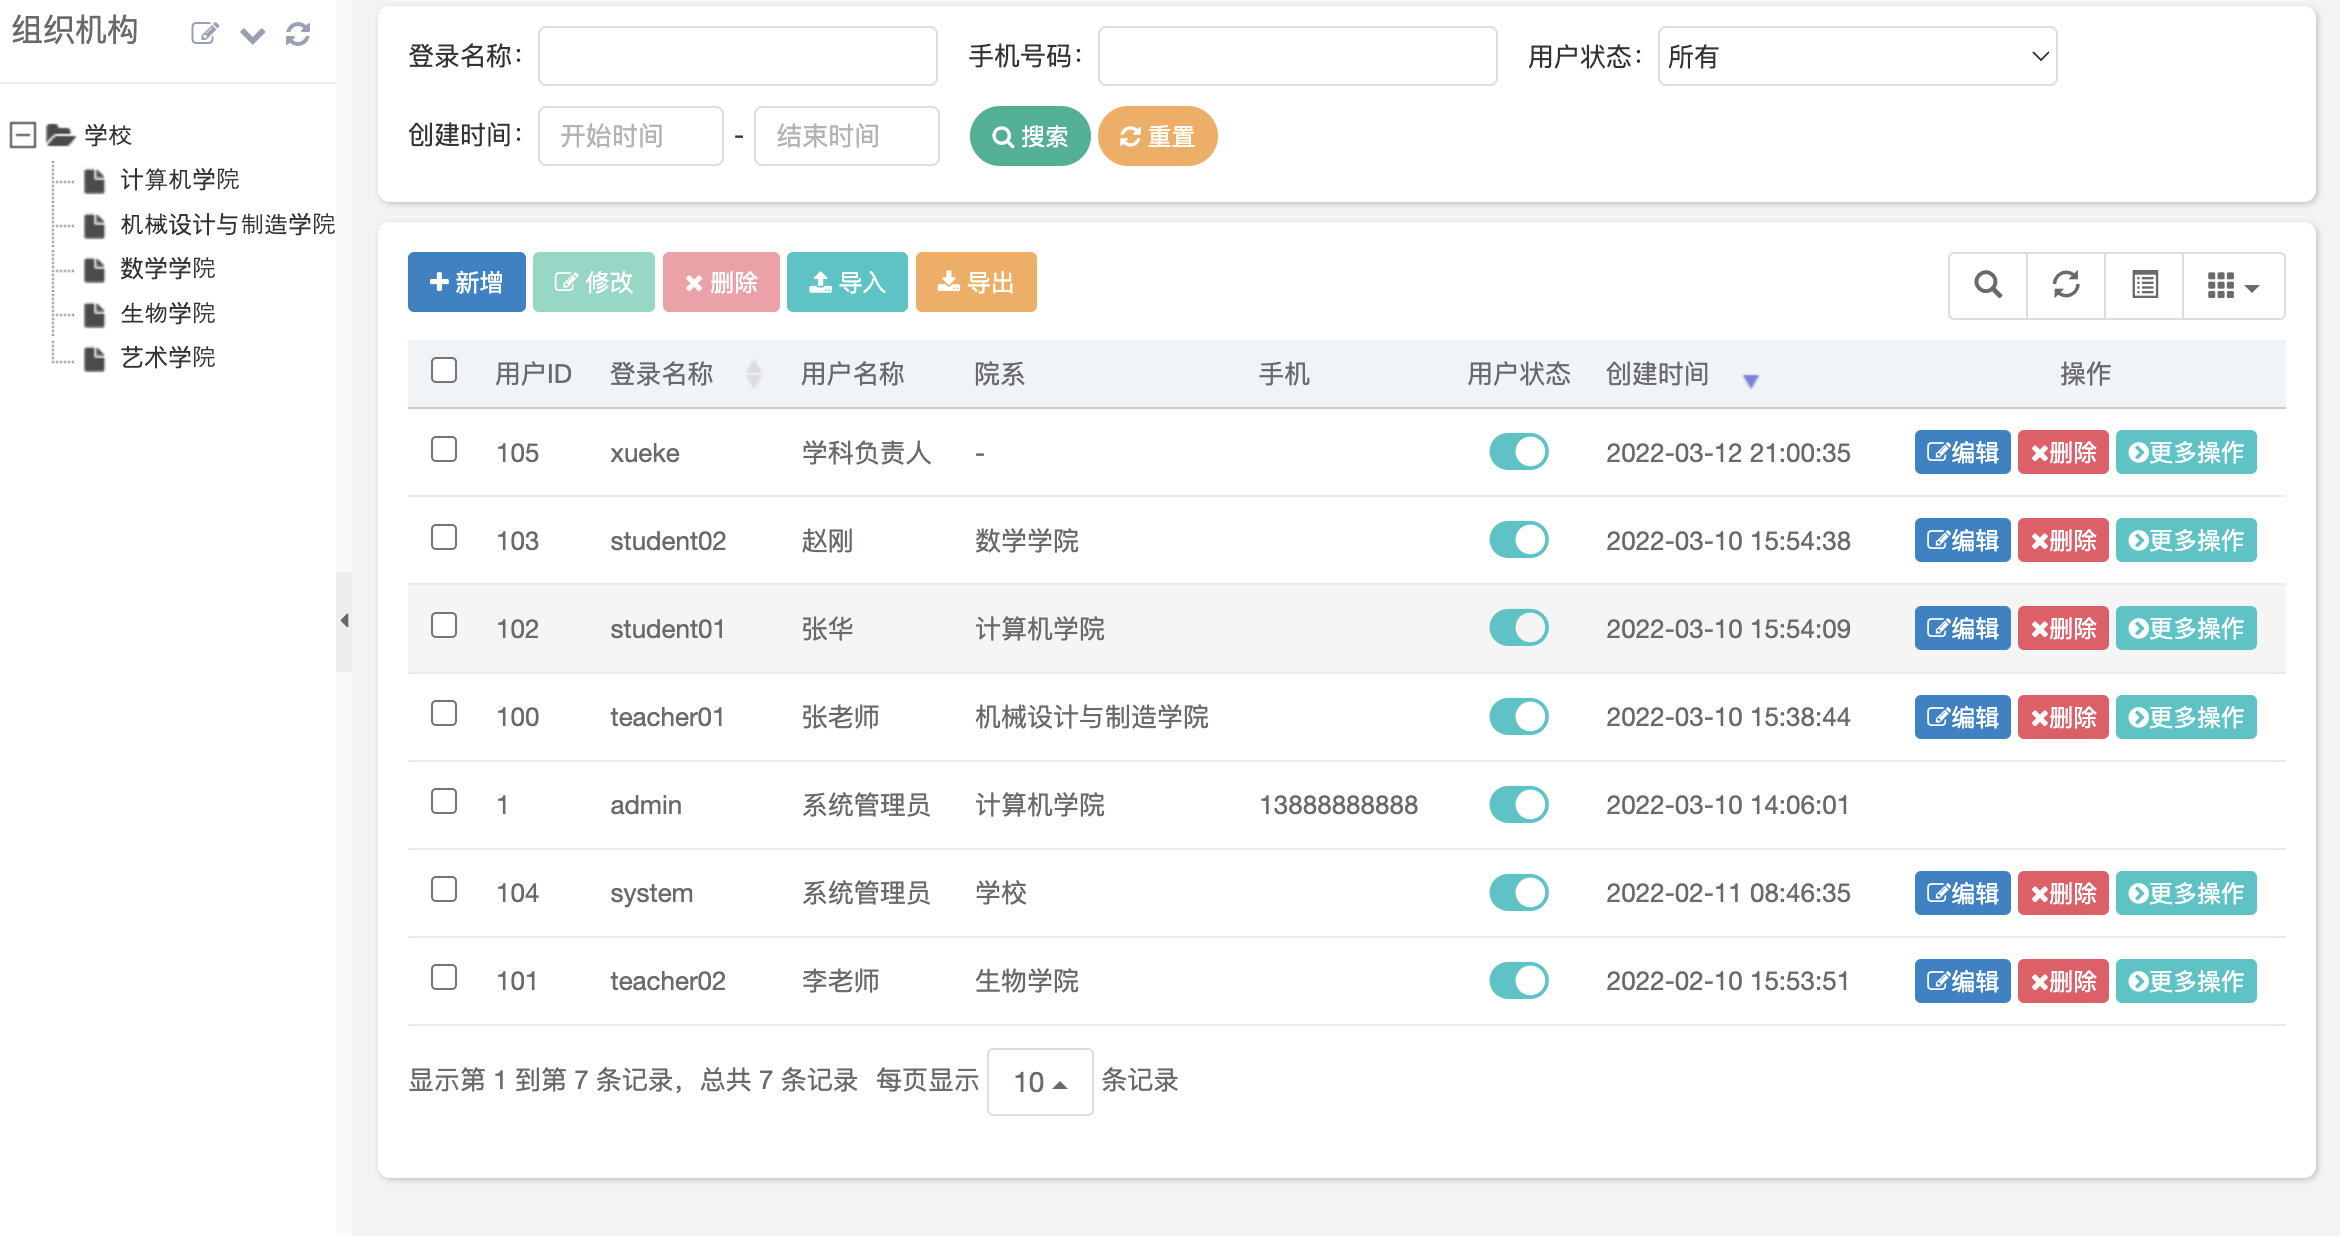 组织机构
学校
计算机学院
机械设计与制造学院
数学学院
生物学院
艺术学院
登录名称： 手机号码： 用户状态： 所有
创建时间： 开始时间 - 结束时间 搜索 重置
新增 修改 删除 导入 导出
用户ID 登录名称 用户名称 院系 手机 用户状态 创建时间 操作
105 xueke 学科负责人 - 2022-03-12 21:00:35 编辑 删除 更多操作
103 student02 赵刚 数学学院 2022-03-10 15:54:38 编辑 删除 更多操作
102 student01 张华 计算机学院 2022-03-10 15:54:09 编辑 删除 更多操作
100 teacher01 张老师 机械设计与制造学院 2022-03-10 15:38:44 编辑 删除 更多操作
1 admin 系统管理员 计算机学院 13888888888 2022-03-10 14:06:01
104 system 系统管理员 学校 2022-02-11 08:46:35 编辑 删除 更多操作
101 teacher02 李老师 生物学院 2022-02-10 15:53:51 编辑 删除 更多操作
显示第 1 到第 7 条记录，总共 7 条记录 每页显示 10 条记录